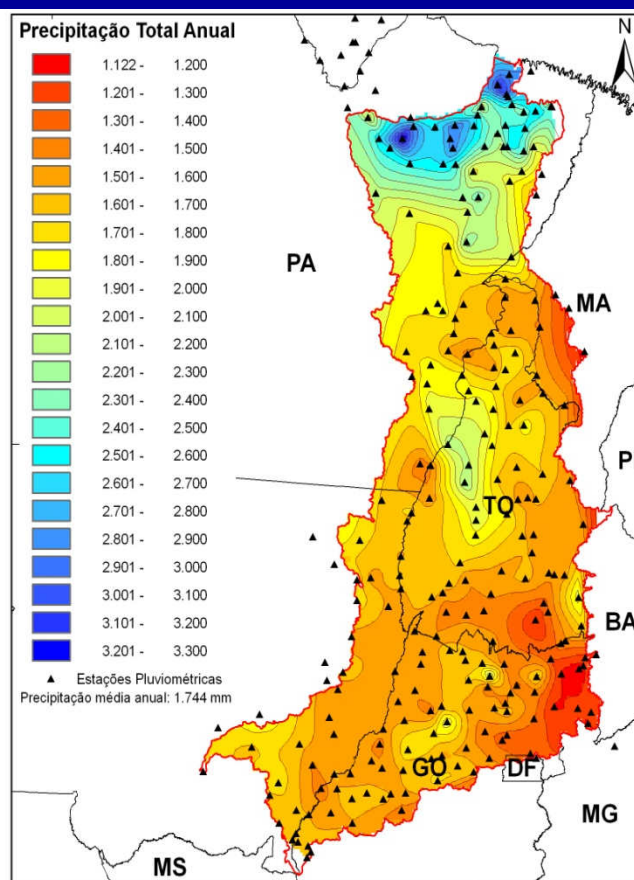 Precipitação Total Anual
1.122 - 1.200
1.201 - 1.300
1.301 - 1.400
1.401 - 1.500
1.501 - 1.600
1.601 - 1.700
1.701 - 1.800
1.801 - 1.900
1.901 - 2.000
2.001 - 2.100
2.101 - 2.200
2.201 - 2.300
2.301 - 2.400
2.401 - 2.500
2.501 - 2.600
2.601 - 2.700
2.701 - 2.800
2.801 - 2.900
2.901 - 3.000
3.001 - 3.100
3.101 - 3.200
3.201 - 3.300
Estações Pluviométricas
Precipitação média anual: 1.744 mm
N
PA
MA
P
TO
BA
GO
DF
MG
MS